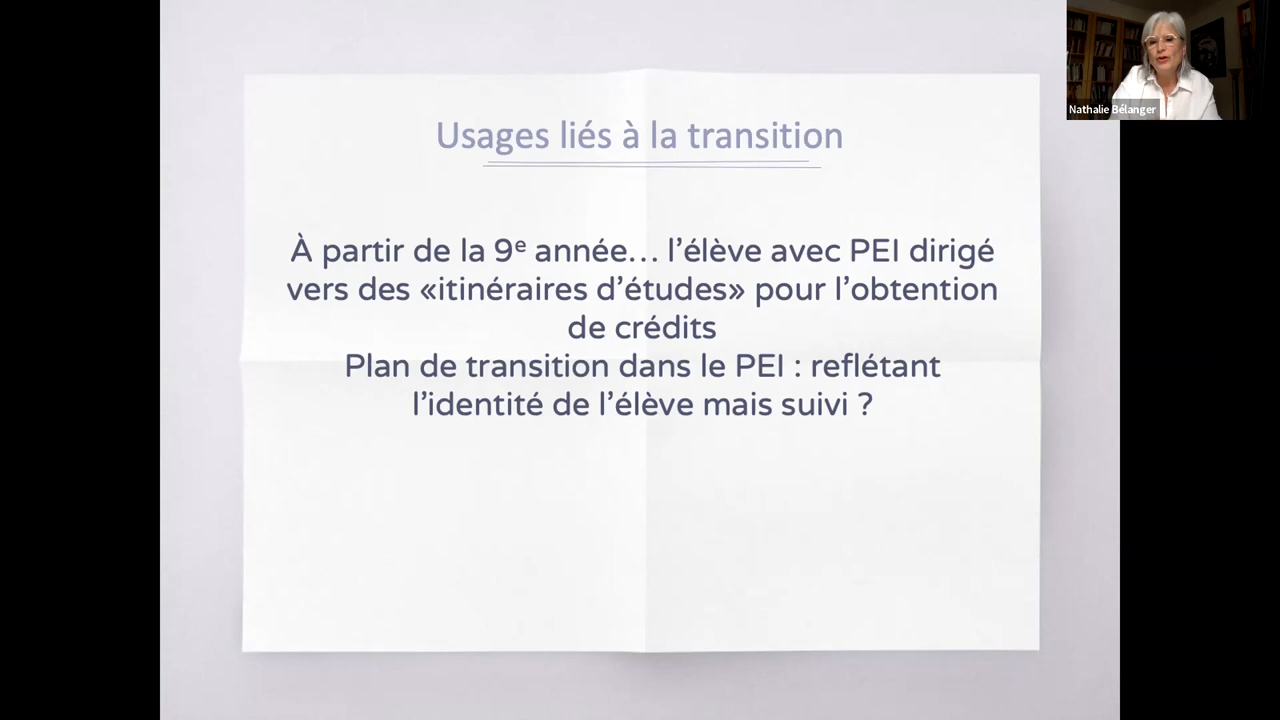 Usages liés à la transition
À partir de la 9ᵉ année… l’élève avec PEI dirigé
vers des «itinéraires d’études» pour l’obtention
de crédits
Plan de transition dans le PEI : reflétant
l’identité de l’élève mais suivi ?
Nathalie Bélanger